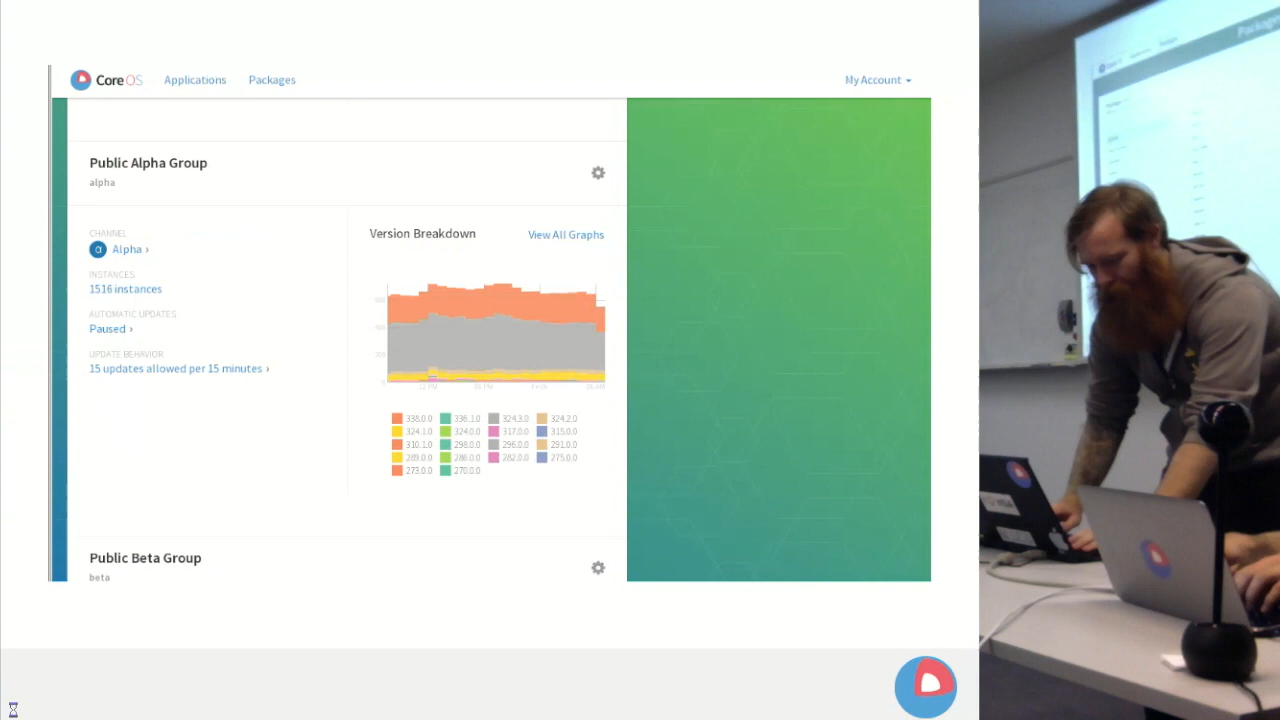 Core OS Applications Packages My Account
Public Alpha Group
alpha
CHANNEL
α Alpha ›
INSTANCES
1516 instances
AUTOMATIC UPDATES
Paused ›
UPDATE BEHAVIOR
15 updates allowed per 15 minutes ›
Version Breakdown View All Graphs
338.0.0 336.1.0 324.3.0 324.2.0
324.1.0 324.0.0 317.0.0 315.0.0
310.1.0 298.0.0 296.0.0 291.0.0
289.0.0 286.0.0 282.0.0 275.0.0
273.0.0 270.0.0
Public Beta Group
beta